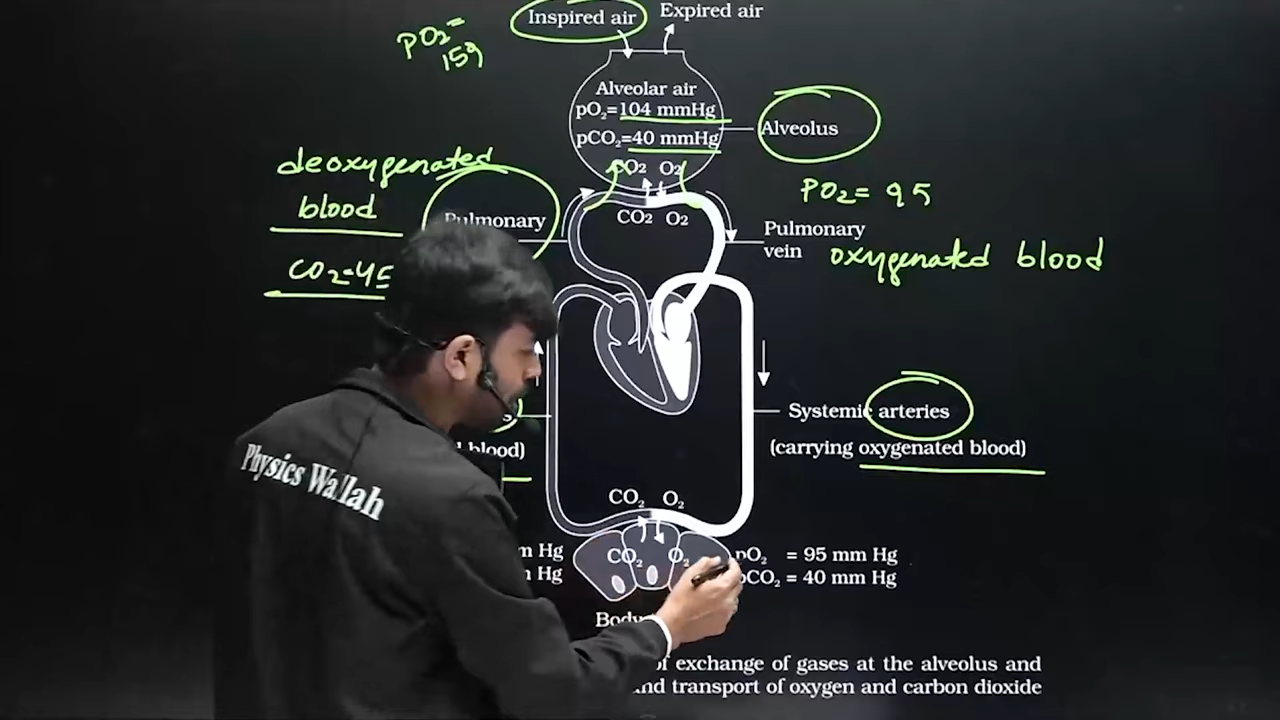 Inspired air
Expired air
PO₂=
159
Alveolar air
pO₂=104 mmHg
pCO₂=40 mmHg
Alveolus
CO₂ O₂
deoxygenated
blood
CO₂=45
Pulmonary
PO₂= 95
CO₂ O₂
Pulmonary
vein
oxygenated blood
Systemic arteries
(carrying oxygenated blood)
blood)
Physics Wallah
CO₂ O₂
CO₂ O₂
Hg
Hg
pO₂ = 95 mm Hg
pCO₂ = 40 mm Hg
Body
exchange of gases at the alveolus and
transport of oxygen and carbon dioxide